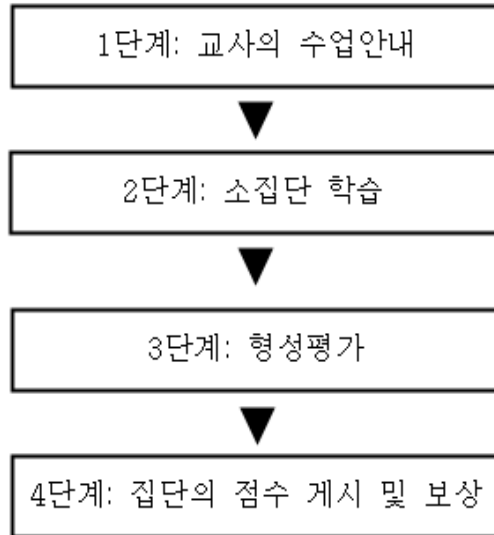 1단계: 교사의 수업안내
2단계: 소집단 학습
3단계: 형성평가
4단계: 집단의 점수 게시 및 보상